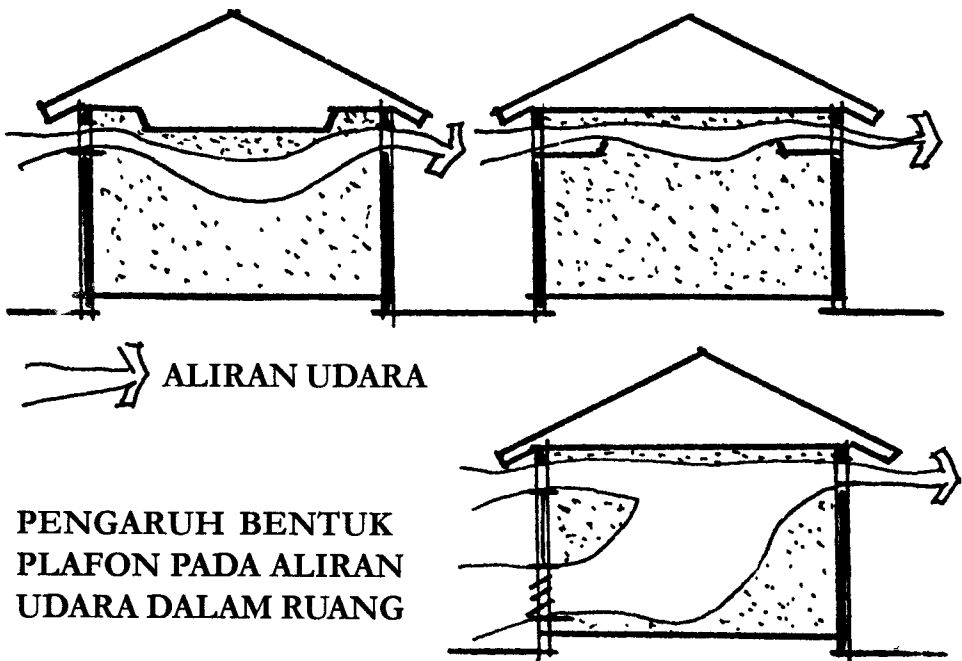 ALIRAN UDARA
PENGARUH BENTUK
PLAFON PADA ALIRAN
UDARA DALAM RUANG